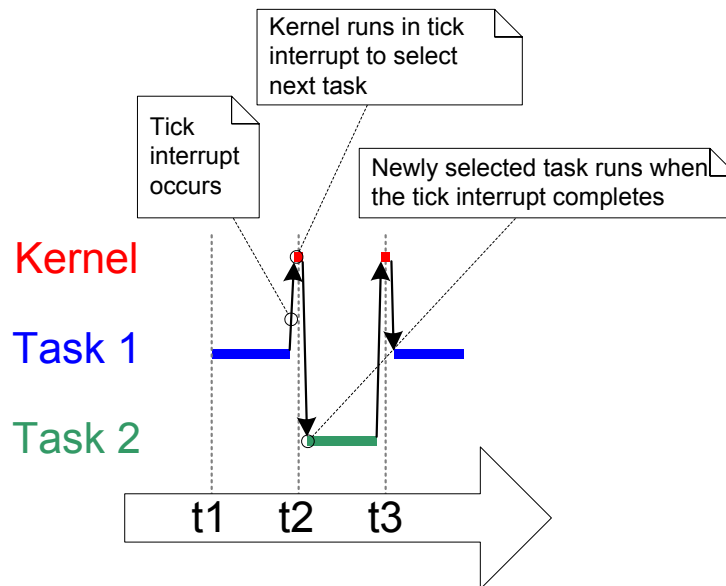 Kernel runs in tick
interrupt to select
next task
Tick
interrupt
occurs
Newly selected task runs when
the tick interrupt completes
Kernel
Task 1
Task 2
t1 t2 t3